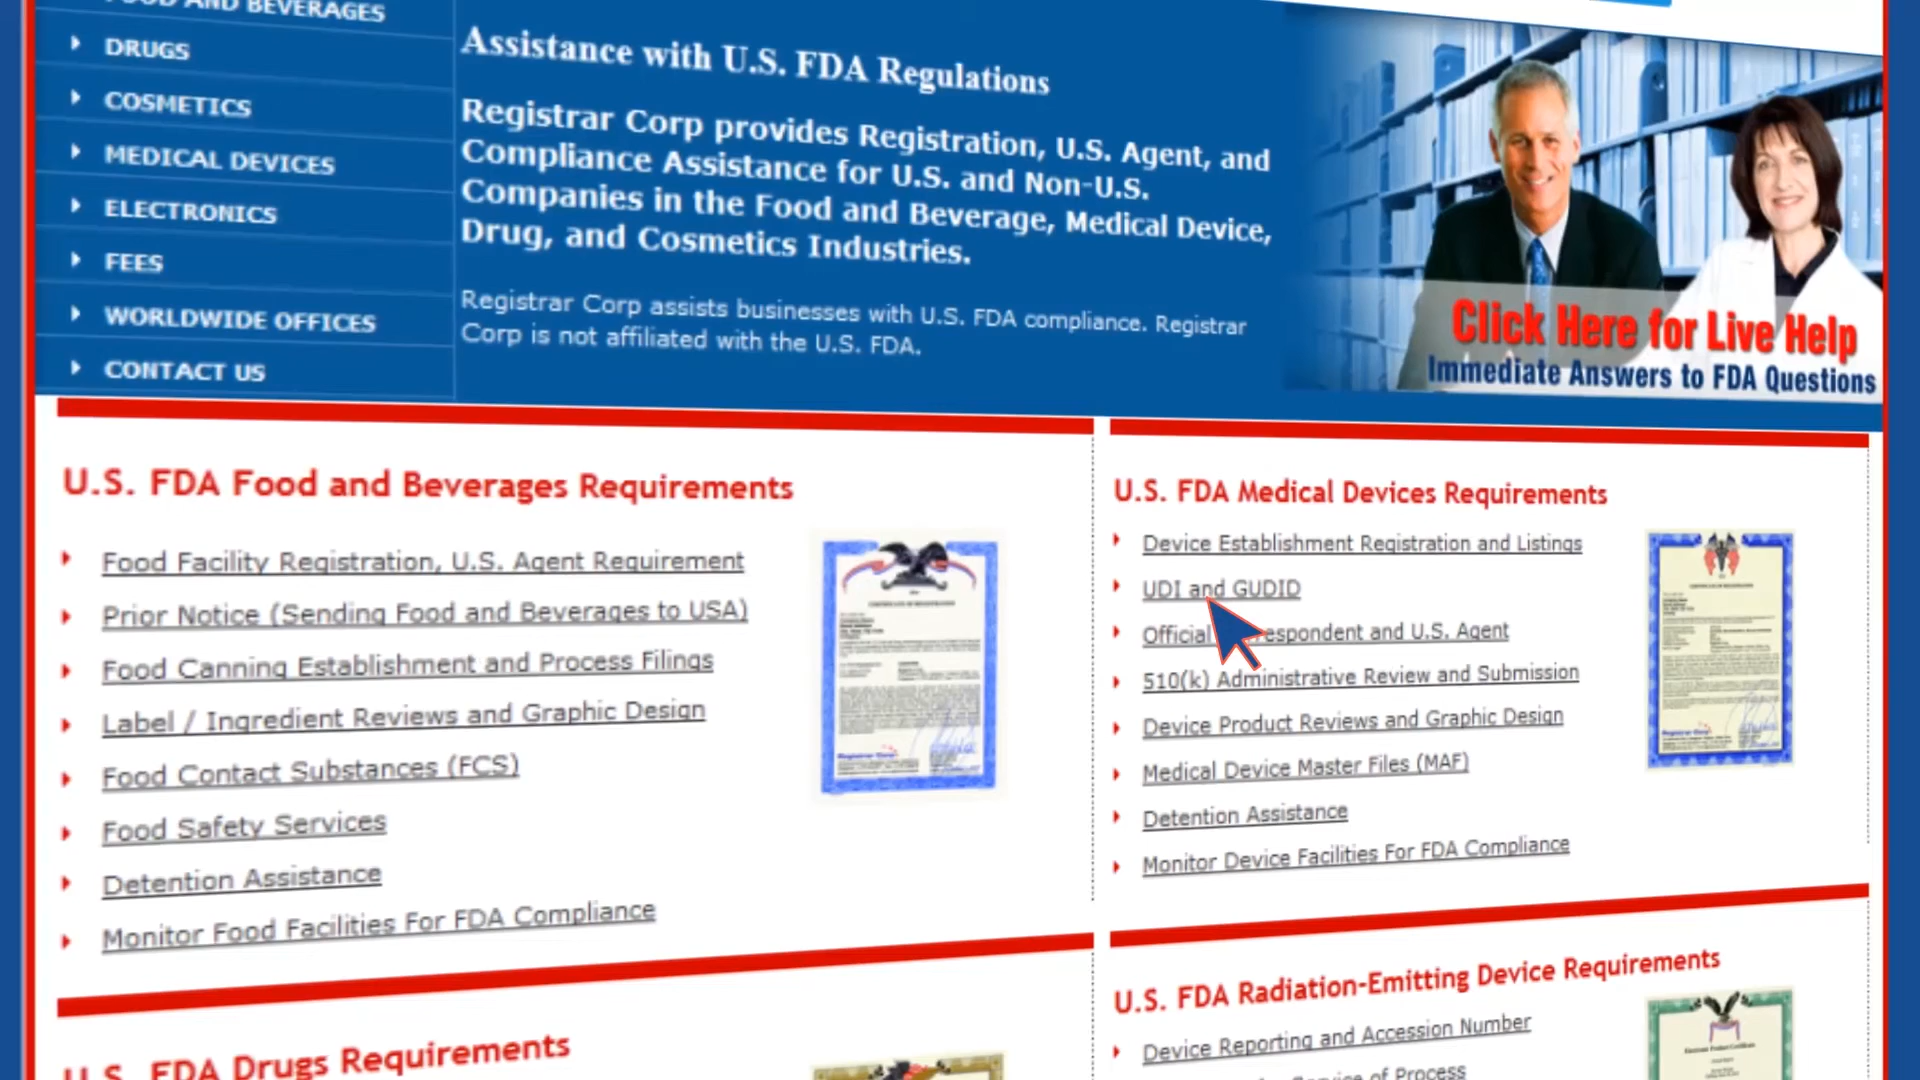 FOOD AND BEVERAGES
DRUGS
COSMETICS
MEDICAL DEVICES
ELECTRONICS
FEES
WORLDWIDE OFFICES
CONTACT US
Assistance with U.S. FDA Regulations
Registrar Corp provides Registration, U.S. Agent, and
Compliance Assistance for U.S. and Non-U.S.
Companies in the Food and Beverage, Medical Device,
Drug, and Cosmetics Industries.
Registrar Corp assists businesses with U.S. FDA compliance. Registrar
Corp is not affiliated with the U.S. FDA.
Click Here for Live Help
Immediate Answers to FDA Questions
U.S. FDA Food and Beverages Requirements
Food Facility Registration, U.S. Agent Requirement
Prior Notice (Sending Food and Beverages to USA)
Food Canning Establishment and Process Filings
Label / Ingredient Reviews and Graphic Design
Food Contact Substances (FCS)
Food Safety Services
Detention Assistance
Monitor Food Facilities For FDA Compliance
U.S. FDA Medical Devices Requirements
Device Establishment Registration and Listings
UDI and GUDID
Official respondent and U.S. Agent
510(k) Administrative Review and Submission
Device Product Reviews and Graphic Design
Medical Device Master Files (MAF)
Detention Assistance
Monitor Device Facilities For FDA Compliance
U.S. FDA Drugs Requirements
U.S. FDA Radiation-Emitting Device Requirements
Device Reporting and Accession Number
Service of Process